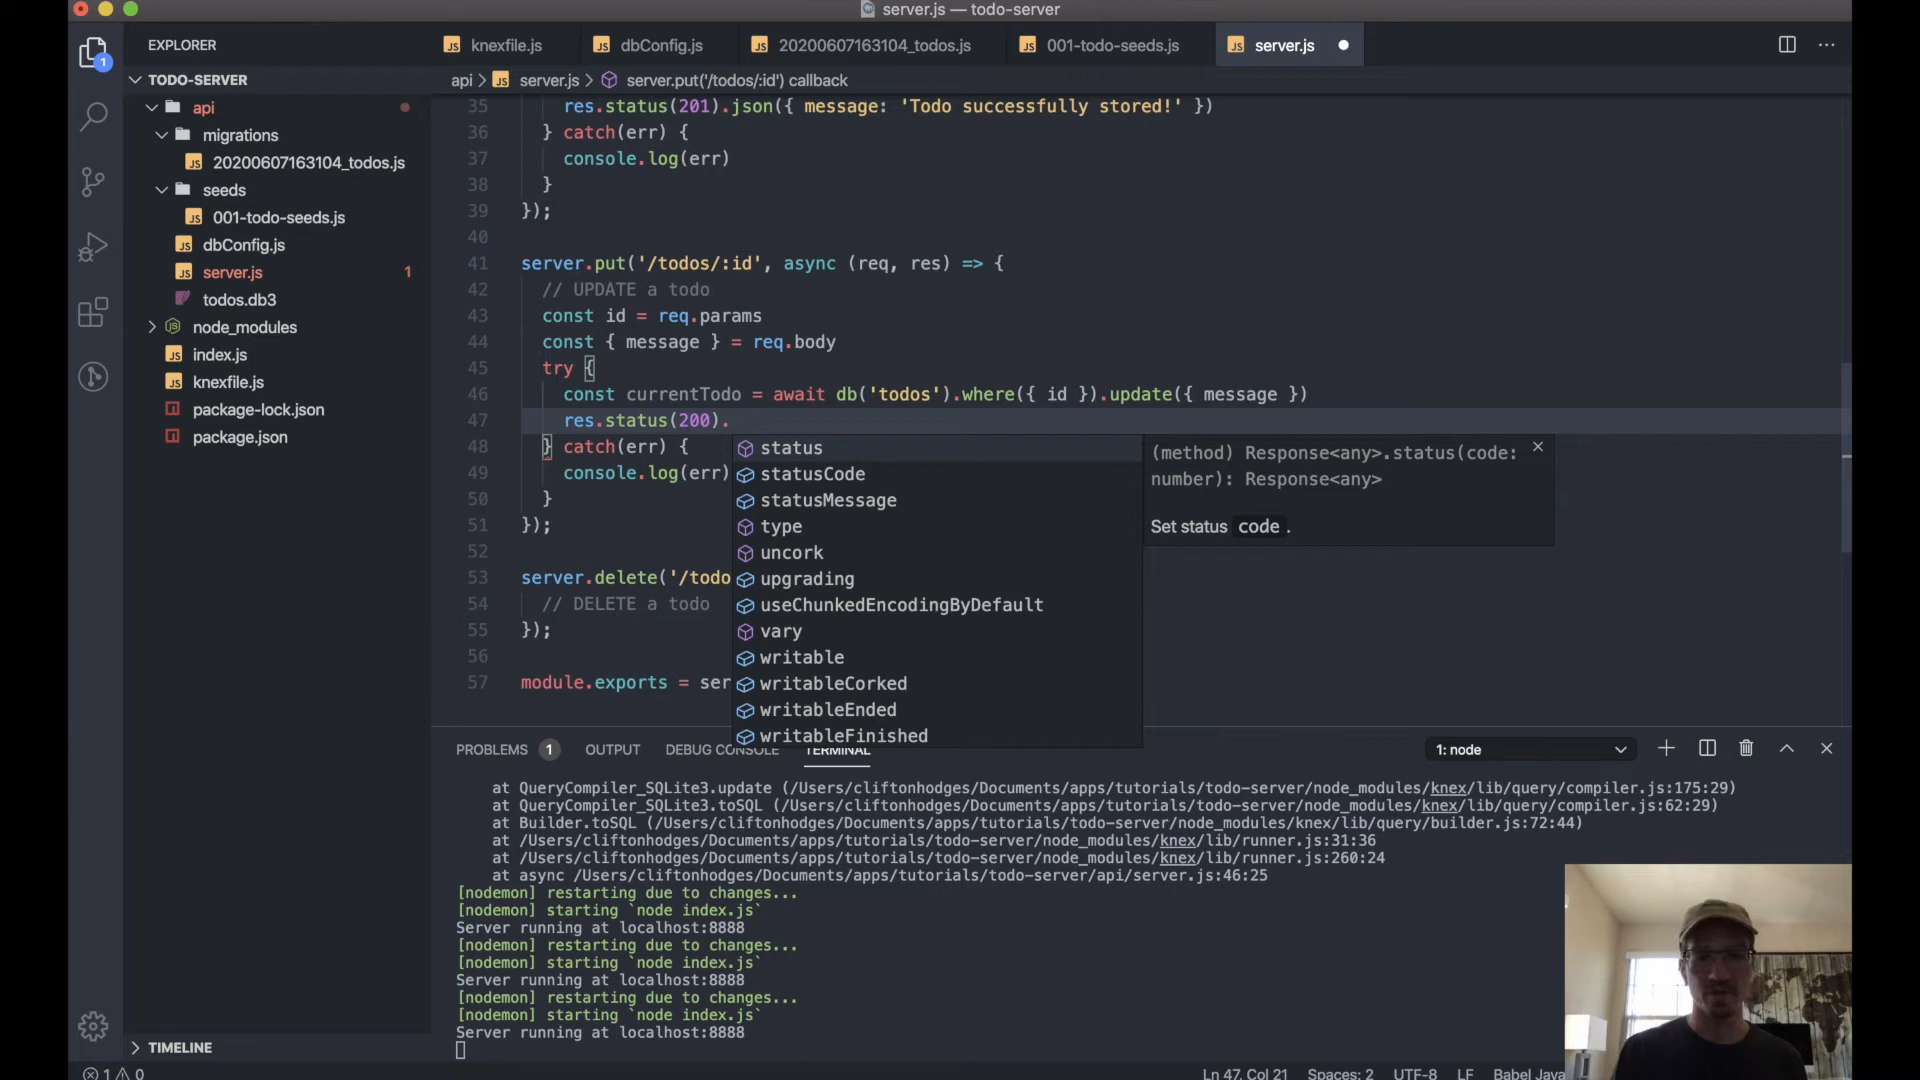 server.js — todo-server
EXPLORER
TODO-SERVER
api
migrations
20200607163104_todos.js
seeds
001-todo-seeds.js
dbConfig.js
server.js 1
todos.db3
node_modules
index.js
knexfile.js
package-lock.json
package.json
TIMELINE
1
knexfile.js dbConfig.js 20200607163104_todos.js 001-todo-seeds.js server.js
api > server.js > server.put('/todos/:id') callback
35 res.status(201).json({ message: 'Todo successfully stored!' })
36 } catch(err) {
37 console.log(err)
38 }
39 });
40
41 server.put('/todos/:id', async (req, res) => {
42 // UPDATE a todo
43 const id = req.params
44 const { message } = req.body
45 try {
46 const currentTodo = await db('todos').where({ id }).update({ message })
47 res.status(200).
48 } catch(err) {
49 console.log(err)
50 }
51 });
52
53 server.delete('/todo
54 // DELETE a todo
55 });
56
57 module.exports = ser
status
statusCode
statusMessage
type
uncork
upgrading
useChunkedEncodingByDefault
vary
writable
writableCorked
writableEnded
writableFinished
(method) Response<any>.status(code:
number): Response<any>
Set status code .
PROBLEMS 1 OUTPUT DEBUG CONSOLE TERMINAL 1: node
at QueryCompiler_SQLite3.update (/Users/cliftonhodges/Documents/apps/tutorials/todo-server/node_modules/knex/lib/query/compiler.js:175:29)
at QueryCompiler_SQLite3.toSQL (/Users/cliftonhodges/Documents/apps/tutorials/todo-server/node_modules/knex/lib/query/compiler.js:62:29)
at Builder.toSQL (/Users/cliftonhodges/Documents/apps/tutorials/todo-server/node_modules/knex/lib/query/builder.js:72:44)
at /Users/cliftonhodges/Documents/apps/tutorials/todo-server/node_modules/knex/lib/runner.js:31:36
at /Users/cliftonhodges/Documents/apps/tutorials/todo-server/node_modules/knex/lib/runner.js:260:24
at async /Users/cliftonhodges/Documents/apps/tutorials/todo-server/api/server.js:46:25
[nodemon] restarting due to changes...
[nodemon] starting `node index.js`
Server running at localhost:8888
[nodemon] restarting due to changes...
[nodemon] starting `node index.js`
Server running at localhost:8888
[nodemon] restarting due to changes...
[nodemon] starting `node index.js`
Server running at localhost:8888
1 0 Ln 47, Col 21 Spaces: 2 UTF-8 LF Babel Java